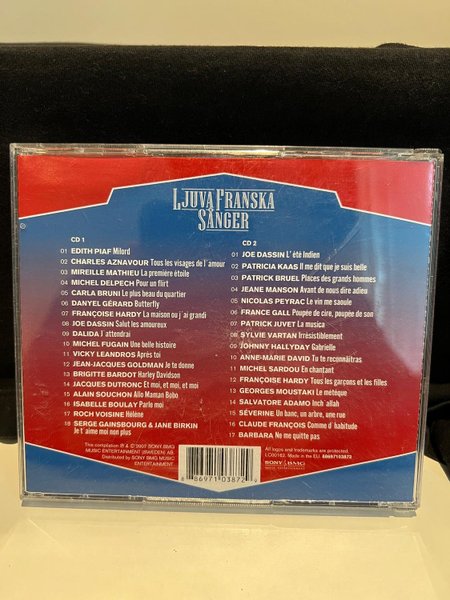 LJUVA FRANSKA
SÅNGER
CD 1
01 EDITH PIAF Milord
02 CHARLES AZNAVOUR Tous les visages de l'amour
03 MIREILLE MATHIEU La première étoile
04 MICHEL DELPECH Pour un flirt
05 CARLA BRUNI Le plus beau du quartier
06 DANYEL GÉRARD Butterfly
07 FRANÇOISE HARDY La maison ou j'ai grandi
08 JOE DASSIN Salut les amoureux
09 DALIDA J'attendrai
10 MICHEL FUGAIN Une belle histoire
11 VICKY LEANDROS Après toi
12 JEAN-JACQUES GOLDMAN Je te donne
13 BRIGITTE BARDOT Harley Davidson
14 JACQUES DUTRONC Et moi, et moi, et moi
15 ALAIN SOUCHON Allo Maman Bobo
16 ISABELLE BOULAY Parle moi
17 ROCH VOISINE Hélène
18 SERGE GAINSBOURG & JANE BIRKIN
Je t'aime moi non plus
CD 2
01 JOE DASSIN L'été Indien
02 PATRICIA KAAS Il me dit que je suis belle
03 PATRICK BRUEL Places des grands hommes
04 JEANE MANSON Avant de nous dire adieu
05 NICOLAS PEYRAC Le vin me saoule
06 FRANCE GALL Poupée de cire, poupée de son
07 PATRICK JUVET La musica
08 SYLVIE VARTAN Irrésistiblement
09 JOHNNY HALLYDAY Gabrielle
10 ANNE-MARIE DAVID Tu te reconnaîtras
11 MICHEL SARDOU En chantant
12 FRANÇOISE HARDY Tous les garçons et les filles
13 GEORGES MOUSTAKI Le métèque
14 SALVATORE ADAMO Inch'allah
15 SÉVERINE Un banc, un arbre, une rue
16 CLAUDE FRANÇOIS Comme d'habitude
17 BARBARA Ne me quitte pas
This compilation ℗ & © 2007 SONY BMG
MUSIC ENTERTAINMENT (SWEDEN) AB.
Distributed by SONY BMG MUSIC
ENTERTAINMENT
8 86971 03872 9
All logos and trademarks are protected.
LC00162. Made in the EU. 88697103872
SONY BMG
MUSIC ENTERTAINMENT